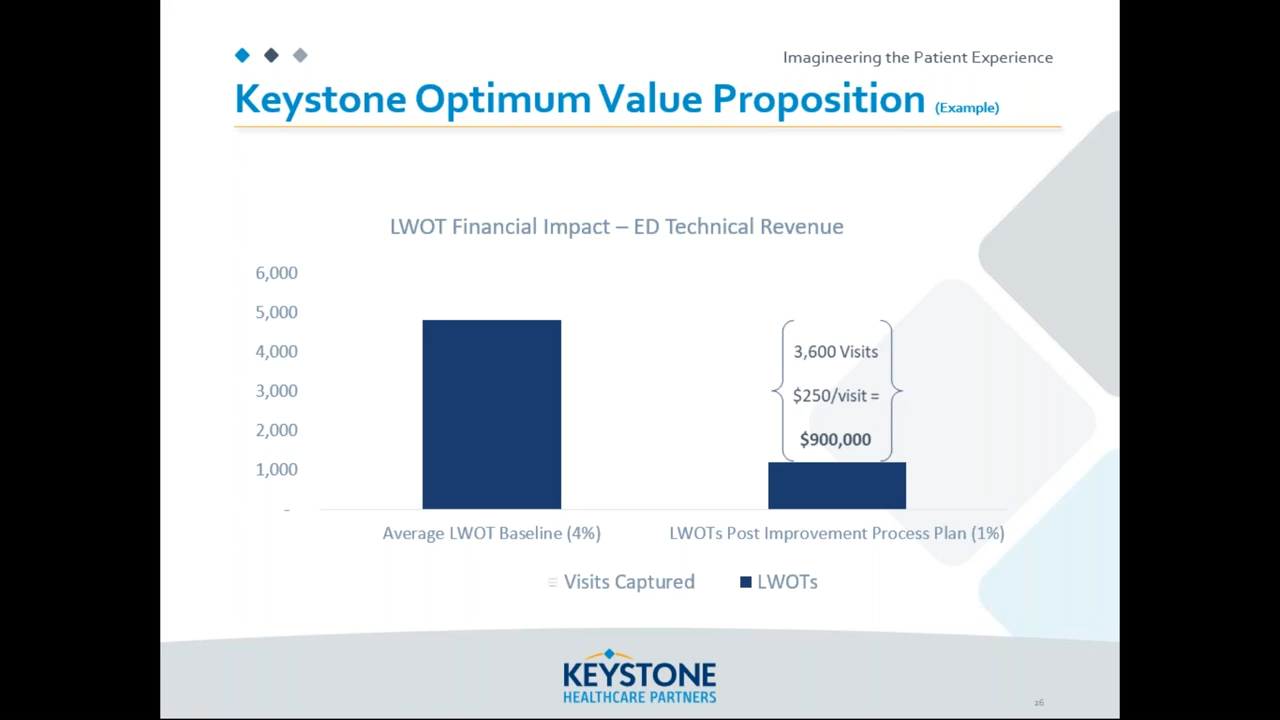 Imagineering the Patient Experience
Keystone Optimum Value Proposition (Example)
LWOT Financial Impact – ED Technical Revenue
6,000
5,000
4,000
3,000
2,000
1,000
-
3,600 Visits
$250/visit =
$900,000
Average LWOT Baseline (4%) LWOTs Post Improvement Process Plan (1%)
Visits Captured LWOTs
KEYSTONE
HEALTHCARE PARTNERS
26